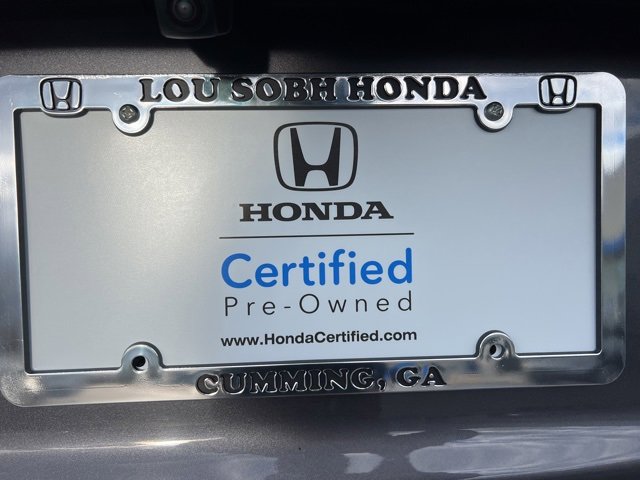 LOU SOBH HONDA
HONDA
Certified
Pre-Owned
www.HondaCertified.com
CUMMING, GA